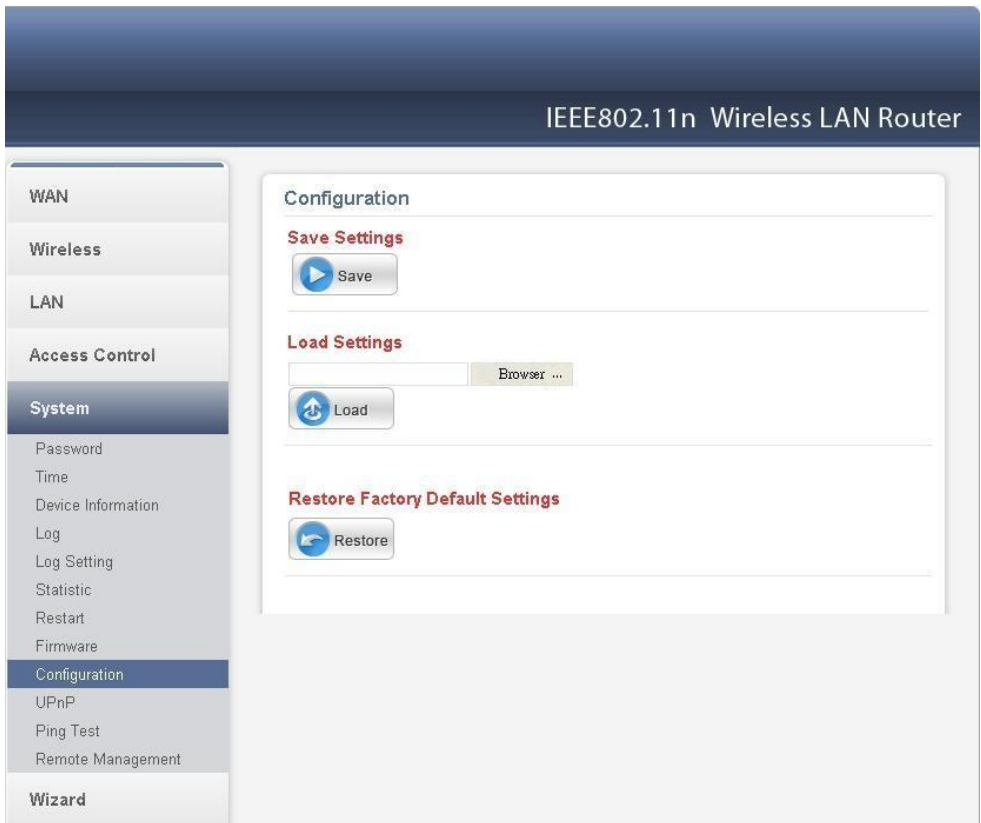 IEEE802.11n Wireless LAN Router
WAN
Wireless
LAN
Access Control
System
Password
Time
Device Information
Log
Log Setting
Statistic
Restart
Firmware
Configuration
UPnP
Ping Test
Remote Management
Wizard
Configuration
Save Settings
Save
Load Settings
Browser ...
Load
Restore Factory Default Settings
Restore